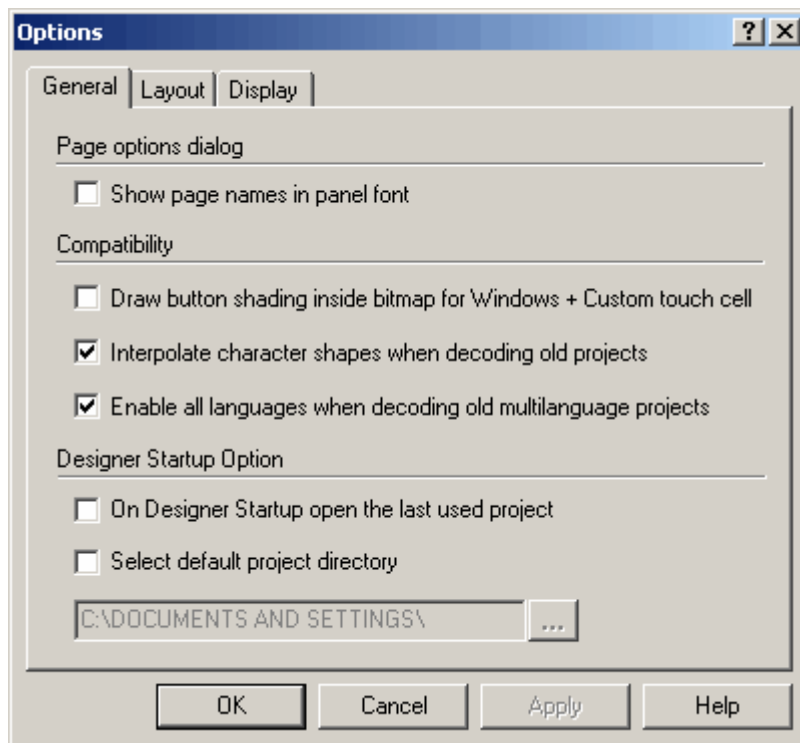 Options
General Layout Display
Page options dialog
Show page names in panel font
Compatibility
Draw button shading inside bitmap for Windows + Custom touch cell
Interpolate character shapes when decoding old projects
Enable all languages when decoding old multilanguage projects
Designer Startup Option
On Designer Startup open the last used project
Select default project directory
C:\DOCUMENTS AND SETTINGS\ ...
OK Cancel Apply Help